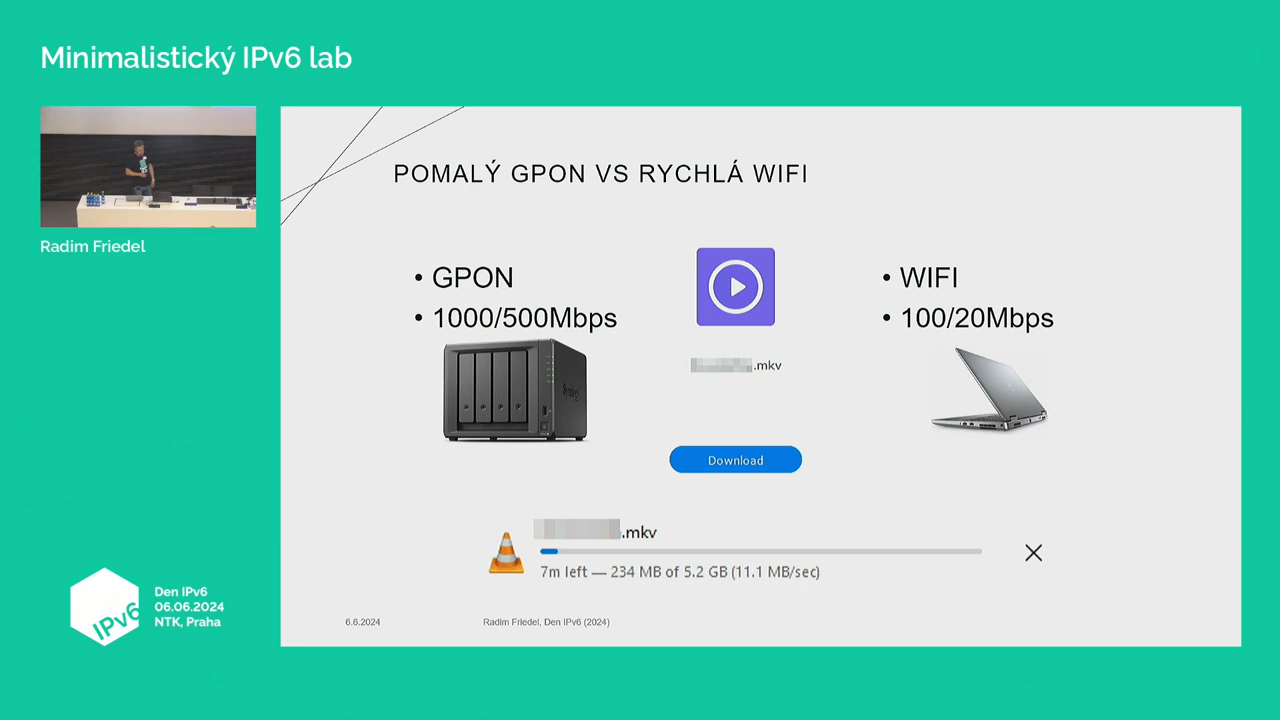 Minimalistický IPv6 lab
Radim Friedel
POMALÝ GPON VS RYCHLÁ WIFI
• GPON
• 1000/500Mbps
Synology
.mkv
Download
• WIFI
• 100/20Mbps
.mkv
7m left — 234 MB of 5.2 GB (11.1 MB/sec)
6.6.2024
Radim Friedel, Den IPv6 (2024)
IPv6
Den IPv6
06.06.2024
NTK, Praha